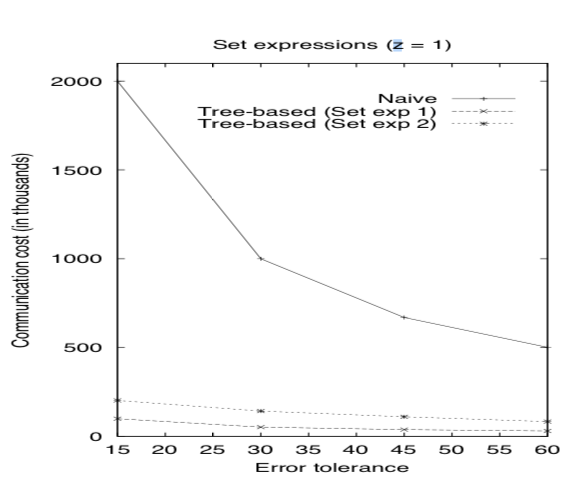 Set expressions (z = 1)
Naive
Tree-based (Set exp 1)
Tree-based (Set exp 2)
Communication cost (in thousands)
2000
1500
1000
500
0
15 20 25 30 35 40 45 50 55 60
Error tolerance